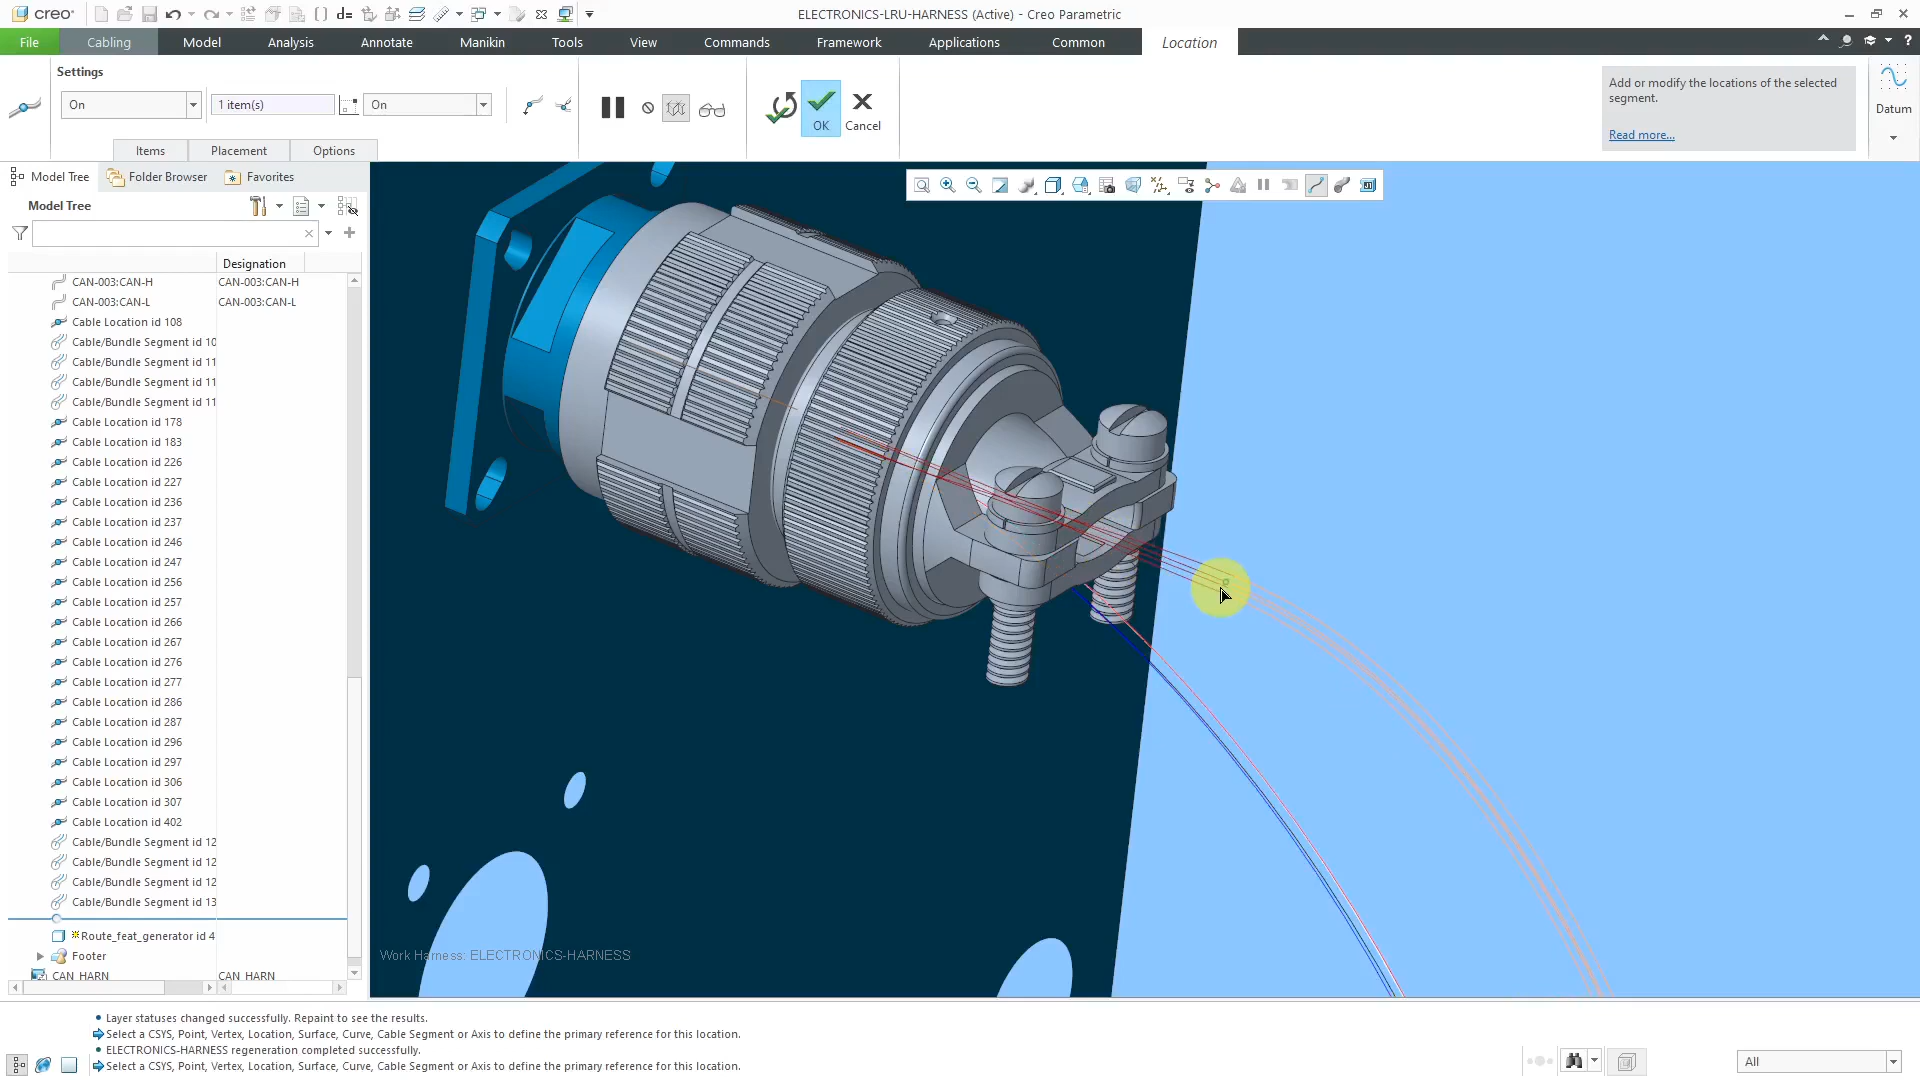 creo
ELECTRONICS-LRU-HARNESS (Active) - Creo Parametric
File Cabling Model Analysis Annotate Manikin Tools View Commands Framework Applications Common Location
Settings
On 1 item(s) On
OK Cancel
Items Placement Options
Add or modify the locations of the selected
segment.
Read more...
Datum
Model Tree Folder Browser Favorites
Model Tree
Designation
CAN-003:CAN-H CAN-003:CAN-H
CAN-003:CAN-L CAN-003:CAN-L
Cable Location id 108
Cable/Bundle Segment id 10
Cable/Bundle Segment id 11
Cable/Bundle Segment id 11
Cable/Bundle Segment id 11
Cable Location id 178
Cable Location id 183
Cable Location id 226
Cable Location id 227
Cable Location id 236
Cable Location id 237
Cable Location id 246
Cable Location id 247
Cable Location id 256
Cable Location id 257
Cable Location id 266
Cable Location id 267
Cable Location id 276
Cable Location id 277
Cable Location id 286
Cable Location id 287
Cable Location id 296
Cable Location id 297
Cable Location id 306
Cable Location id 307
Cable Location id 402
Cable/Bundle Segment id 12
Cable/Bundle Segment id 12
Cable/Bundle Segment id 12
Cable/Bundle Segment id 13
Route_feat_generator id 4
Footer
CAN_HARN CAN_HARN
Work Harness: ELECTRONICS-HARNESS
Layer statuses changed successfully. Repaint to see the results.
Select a CSYS, Point, Vertex, Location, Surface, Curve, Cable Segment or Axis to define the primary reference for this location.
ELECTRONICS-HARNESS regeneration completed successfully.
Select a CSYS, Point, Vertex, Location, Surface, Curve, Cable Segment or Axis to define the primary reference for this location.
All